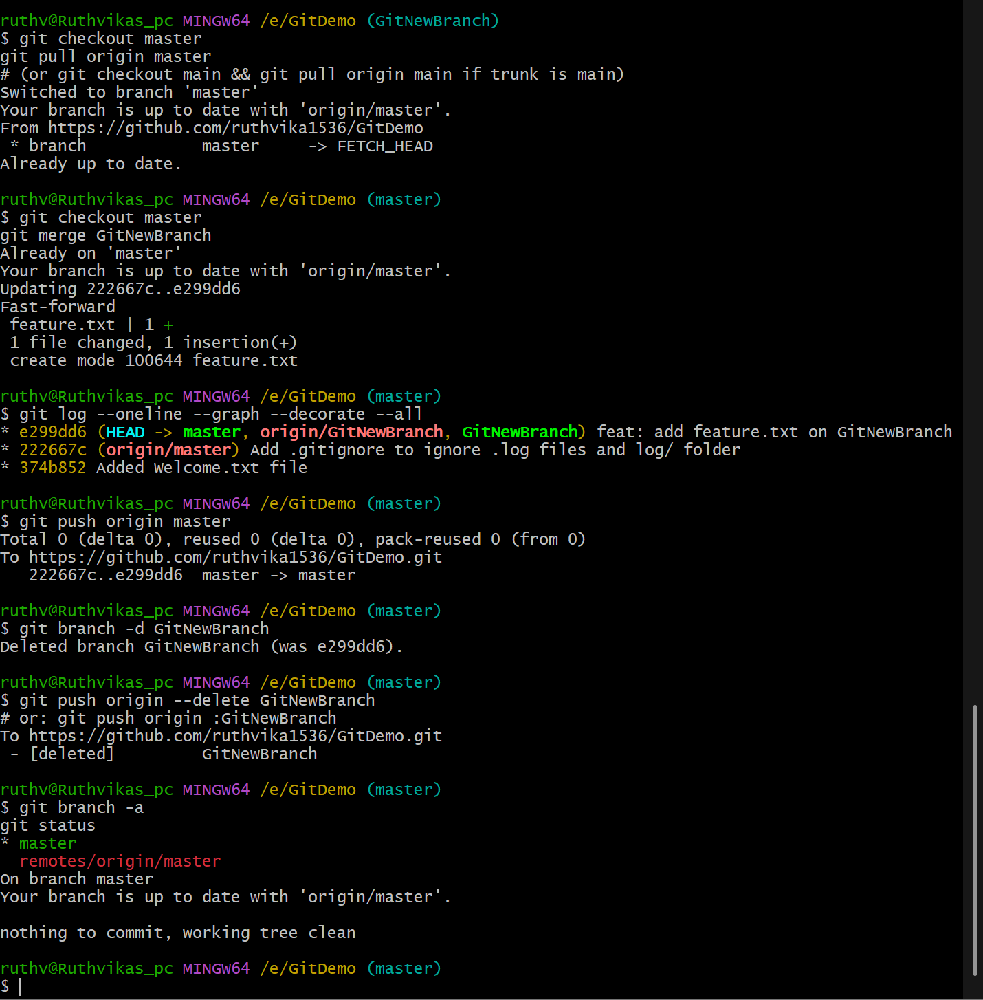 ruthv@Ruthvikas_pc MINGW64 /e/GitDemo (GitNewBranch)
$ git checkout master
git pull origin master
# (or git checkout main && git pull origin main if trunk is main)
Switched to branch 'master'
Your branch is up to date with 'origin/master'.
From https://github.com/ruthvika1536/GitDemo
 * branch            master     -> FETCH_HEAD
Already up to date.

ruthv@Ruthvikas_pc MINGW64 /e/GitDemo (master)
$ git checkout master
git merge GitNewBranch
Already on 'master'
Your branch is up to date with 'origin/master'.
Updating 222667c..e299dd6
Fast-forward
 feature.txt | 1 +
 1 file changed, 1 insertion(+)
 create mode 100644 feature.txt

ruthv@Ruthvikas_pc MINGW64 /e/GitDemo (master)
$ git log --oneline --graph --decorate --all
* e299dd6 (HEAD -> master, origin/GitNewBranch, GitNewBranch) feat: add feature.txt on GitNewBranch
* 222667c (origin/master) Add .gitignore to ignore .log files and log/ folder
* 374b852 Added Welcome.txt file

ruthv@Ruthvikas_pc MINGW64 /e/GitDemo (master)
$ git push origin master
Total 0 (delta 0), reused 0 (delta 0), pack-reused 0 (from 0)
To https://github.com/ruthvika1536/GitDemo.git
   222667c..e299dd6  master -> master

ruthv@Ruthvikas_pc MINGW64 /e/GitDemo (master)
$ git branch -d GitNewBranch
Deleted branch GitNewBranch (was e299dd6).

ruthv@Ruthvikas_pc MINGW64 /e/GitDemo (master)
$ git push origin --delete GitNewBranch
# or: git push origin :GitNewBranch
To https://github.com/ruthvika1536/GitDemo.git
 - [deleted]         GitNewBranch

ruthv@Ruthvikas_pc MINGW64 /e/GitDemo (master)
$ git branch -a
git status
* master
  remotes/origin/master
On branch master
Your branch is up to date with 'origin/master'.

nothing to commit, working tree clean

ruthv@Ruthvikas_pc MINGW64 /e/GitDemo (master)
$